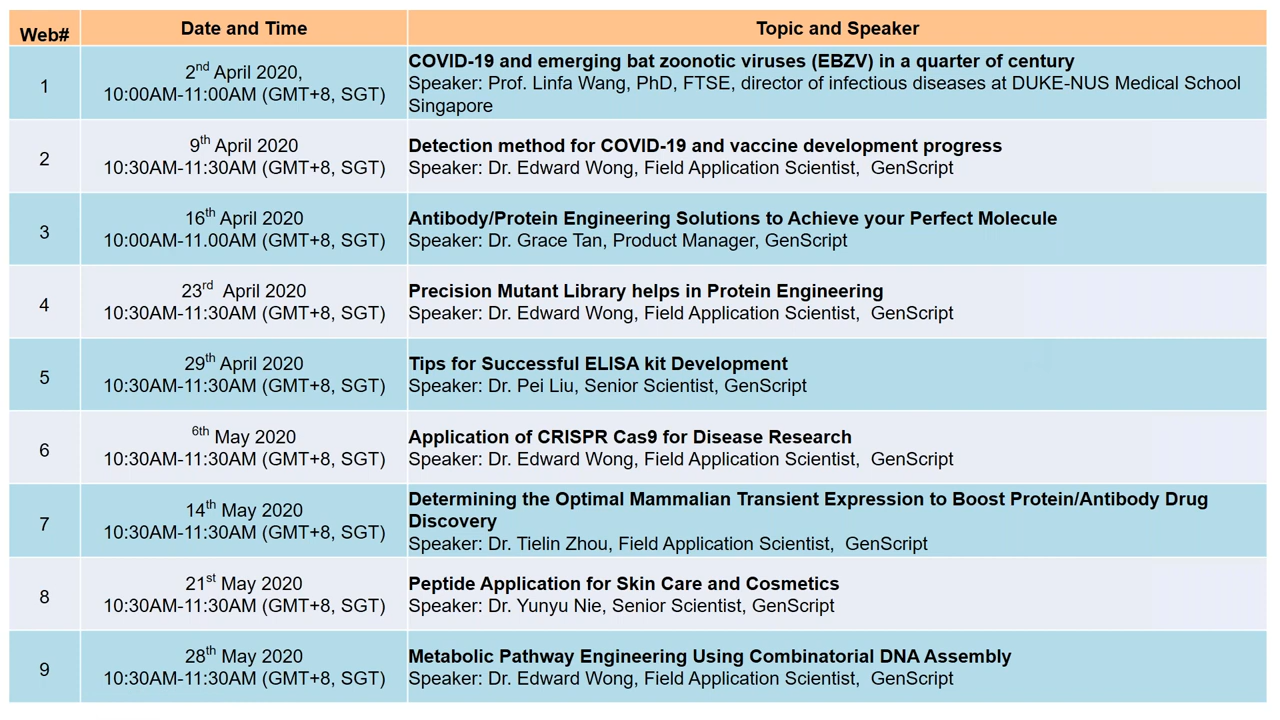 Web#
Date and Time
Topic and Speaker
1
2nd April 2020,
10:00AM-11:00AM (GMT+8, SGT)
COVID-19 and emerging bat zoonotic viruses (EBZV) in a quarter of century
Speaker: Prof. Linfa Wang, PhD, FTSE, director of infectious diseases at DUKE-NUS Medical School
Singapore
2
9th April 2020
10:30AM-11:30AM (GMT+8, SGT)
Detection method for COVID-19 and vaccine development progress
Speaker: Dr. Edward Wong, Field Application Scientist, GenScript
3
16th April 2020
10:00AM-11.00AM (GMT+8, SGT)
Antibody/Protein Engineering Solutions to Achieve your Perfect Molecule
Speaker: Dr. Grace Tan, Product Manager, GenScript
4
23rd April 2020
10:30AM-11:30AM (GMT+8, SGT)
Precision Mutant Library helps in Protein Engineering
Speaker: Dr. Edward Wong, Field Application Scientist, GenScript
5
29th April 2020
10:30AM-11:30AM (GMT+8, SGT)
Tips for Successful ELISA kit Development
Speaker: Dr. Pei Liu, Senior Scientist, GenScript
6
6th May 2020
10:30AM-11:30AM (GMT+8, SGT)
Application of CRISPR Cas9 for Disease Research
Speaker: Dr. Edward Wong, Field Application Scientist, GenScript
7
14th May 2020
10:30AM-11:30AM (GMT+8, SGT)
Determining the Optimal Mammalian Transient Expression to Boost Protein/Antibody Drug
Discovery
Speaker: Dr. Tielin Zhou, Field Application Scientist, GenScript
8
21st May 2020
10:30AM-11:30AM (GMT+8, SGT)
Peptide Application for Skin Care and Cosmetics
Speaker: Dr. Yunyu Nie, Senior Scientist, GenScript
9
28th May 2020
10:30AM-11:30AM (GMT+8, SGT)
Metabolic Pathway Engineering Using Combinatorial DNA Assembly
Speaker: Dr. Edward Wong, Field Application Scientist, GenScript